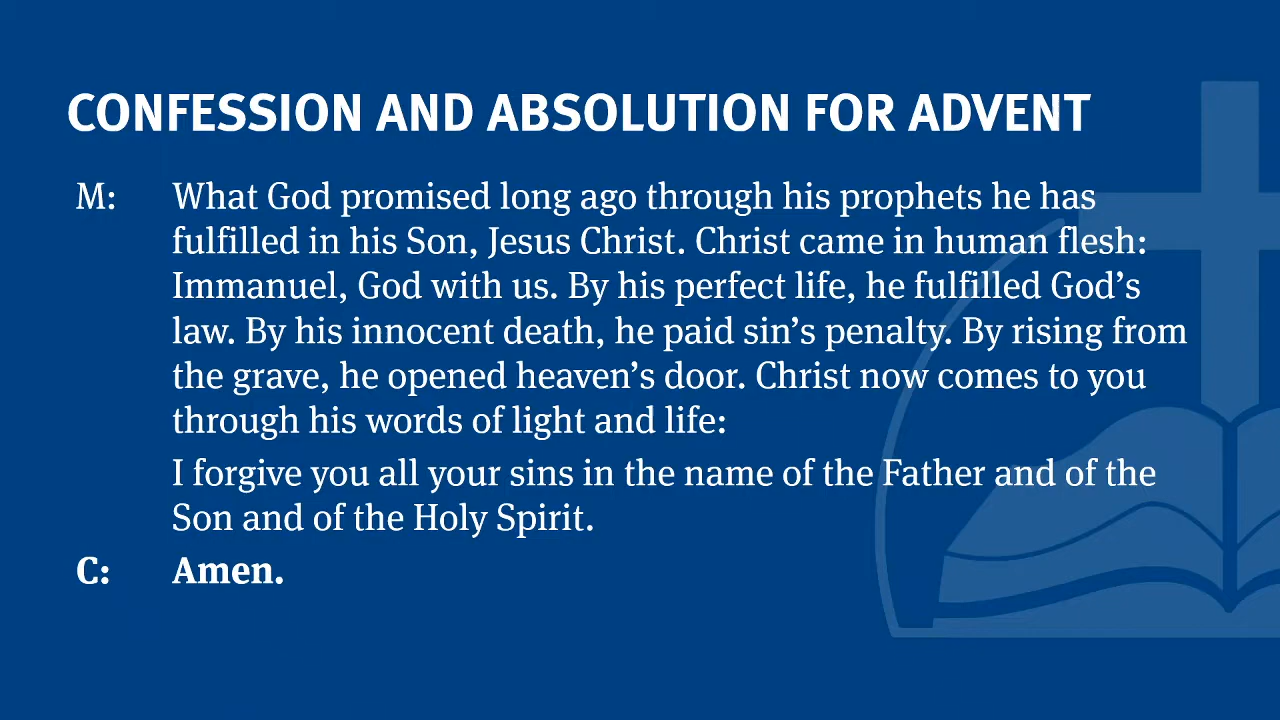 CONFESSION AND ABSOLUTION FOR ADVENT
M: What God promised long ago through his prophets he has
fulfilled in his Son, Jesus Christ. Christ came in human flesh:
Immanuel, God with us. By his perfect life, he fulfilled God’s
law. By his innocent death, he paid sin’s penalty. By rising from
the grave, he opened heaven’s door. Christ now comes to you
through his words of light and life:
I forgive you all your sins in the name of the Father and of the
Son and of the Holy Spirit.
C: Amen.